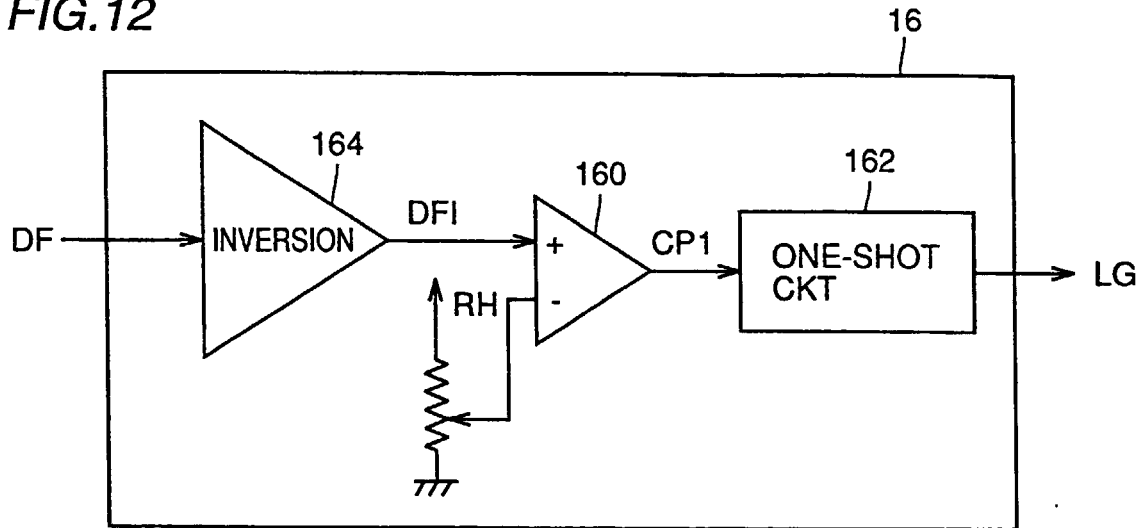 FIG.12
16
164
160
162
DF
INVERSION
DFI
+
-
RH
CP1
ONE-SHOT
CKT
LG